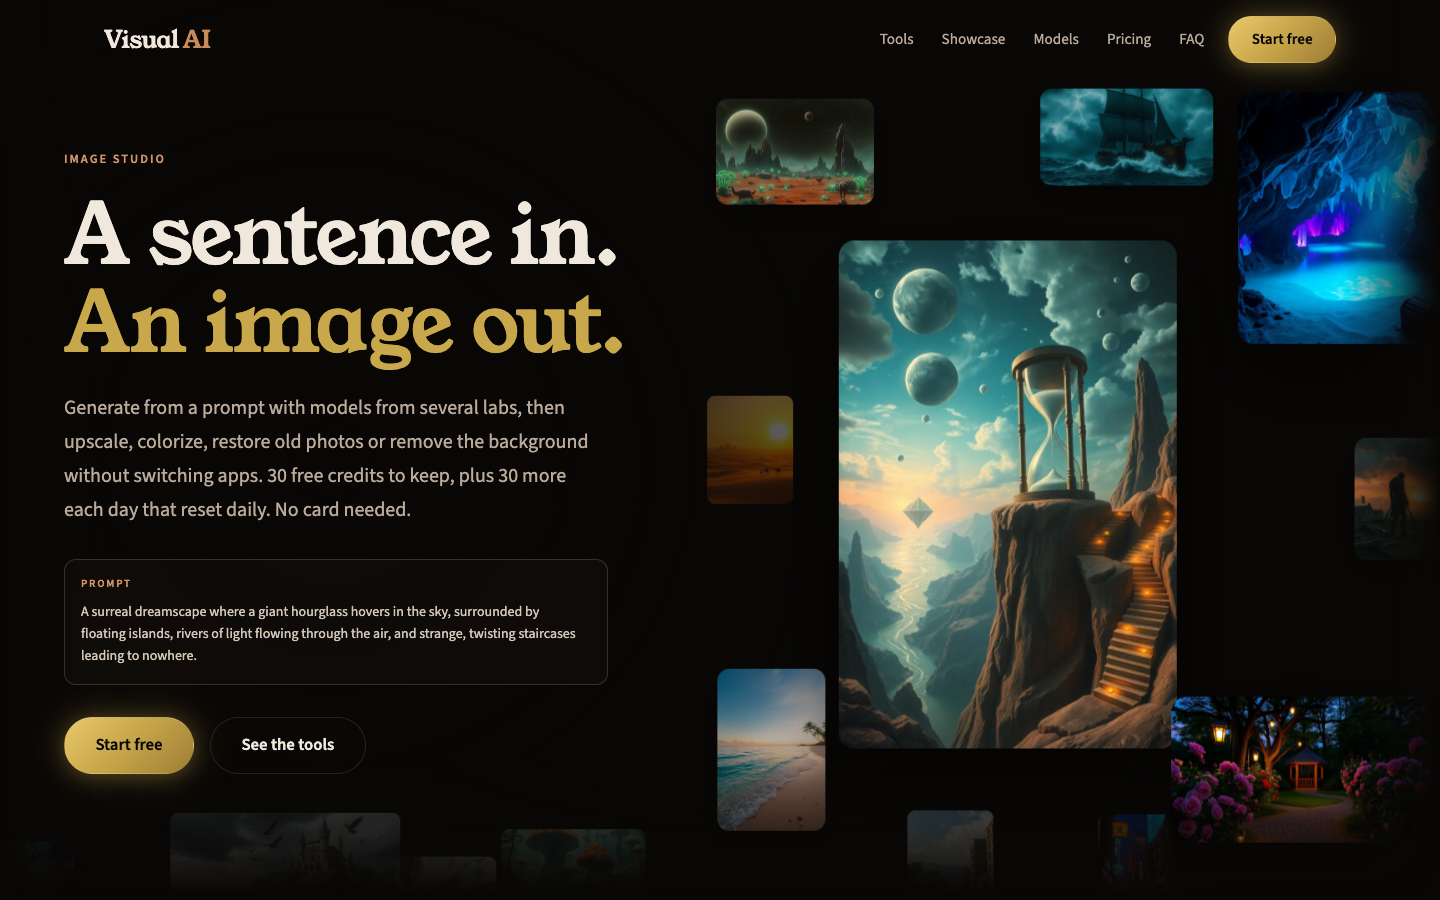 Visual AI
Tools
Showcase
Models
Pricing
FAQ
Start free
IMAGE STUDIO
A sentence in.
An image out.
Generate from a prompt with models from several labs, then
upscale, colorize, restore old photos or remove the background
without switching apps. 30 free credits to keep, plus 30 more
each day that reset daily. No card needed.
PROMPT
A surreal dreamscape where a giant hourglass hovers in the sky, surrounded by
floating islands, rivers of light flowing through the air, and strange, twisting staircases
leading to nowhere.
Start free
See the tools